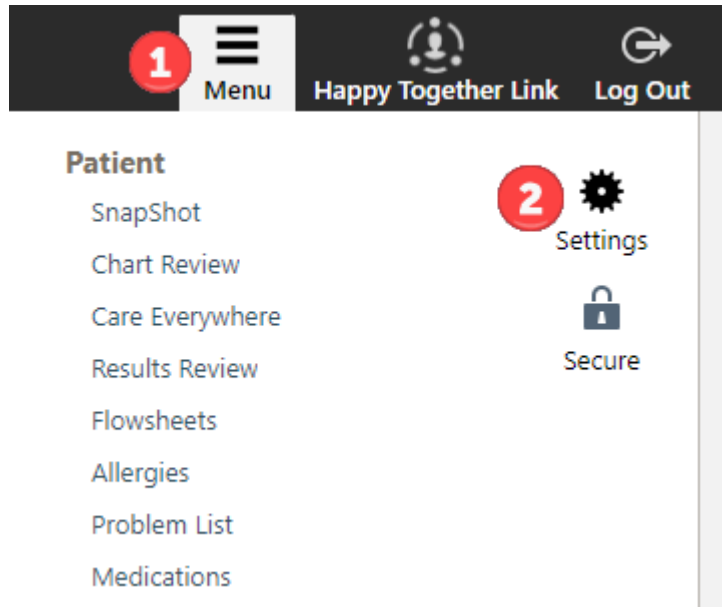 1
Menu
Happy Together Link
Log Out
Patient
SnapShot
Chart Review
Care Everywhere
Results Review
Flowsheets
Allergies
Problem List
Medications
2
Settings
Secure